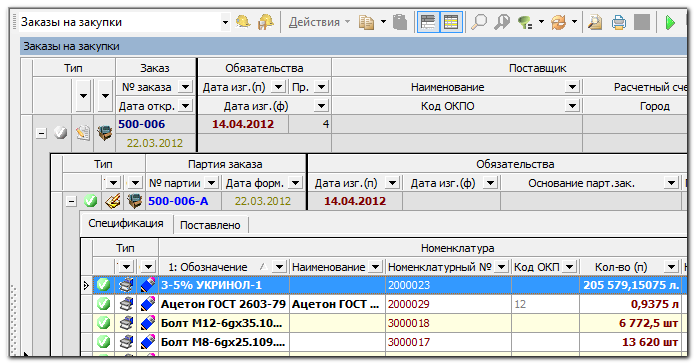 Заказы на закупки
Действия
Заказы на закупки
Тип Заказ Обязательства Поставщик
№ заказа Дата изг.(п) Пр. Наименование Расчетный сче
Дата откр. Дата изг.(ф) Код ОКПО Город
500-006 14.04.2012 4
22.03.2012
Тип Партия заказа Обязательства
№ партии Дата форм. Дата изг.(п) Дата изг.(ф) Основание парт.зак.
500-006-А 22.03.2012 14.04.2012
Спецификация Поставлено
Тип Номенклатура
1: Обозначение / Наименование Номенклатурный № Код ОКП Кол-во (п)
3-5% УКРИНОЛ-1 2000023 205 579,15075 л.
Ацетон ГОСТ 2603-79 Ацетон ГОСТ ... 2000029 12 0,9375 л
Болт М12-6gх35.10... 3000018 6 772,5 шт
Болт М8-6gх25.109.... 3000017 13 620 шт